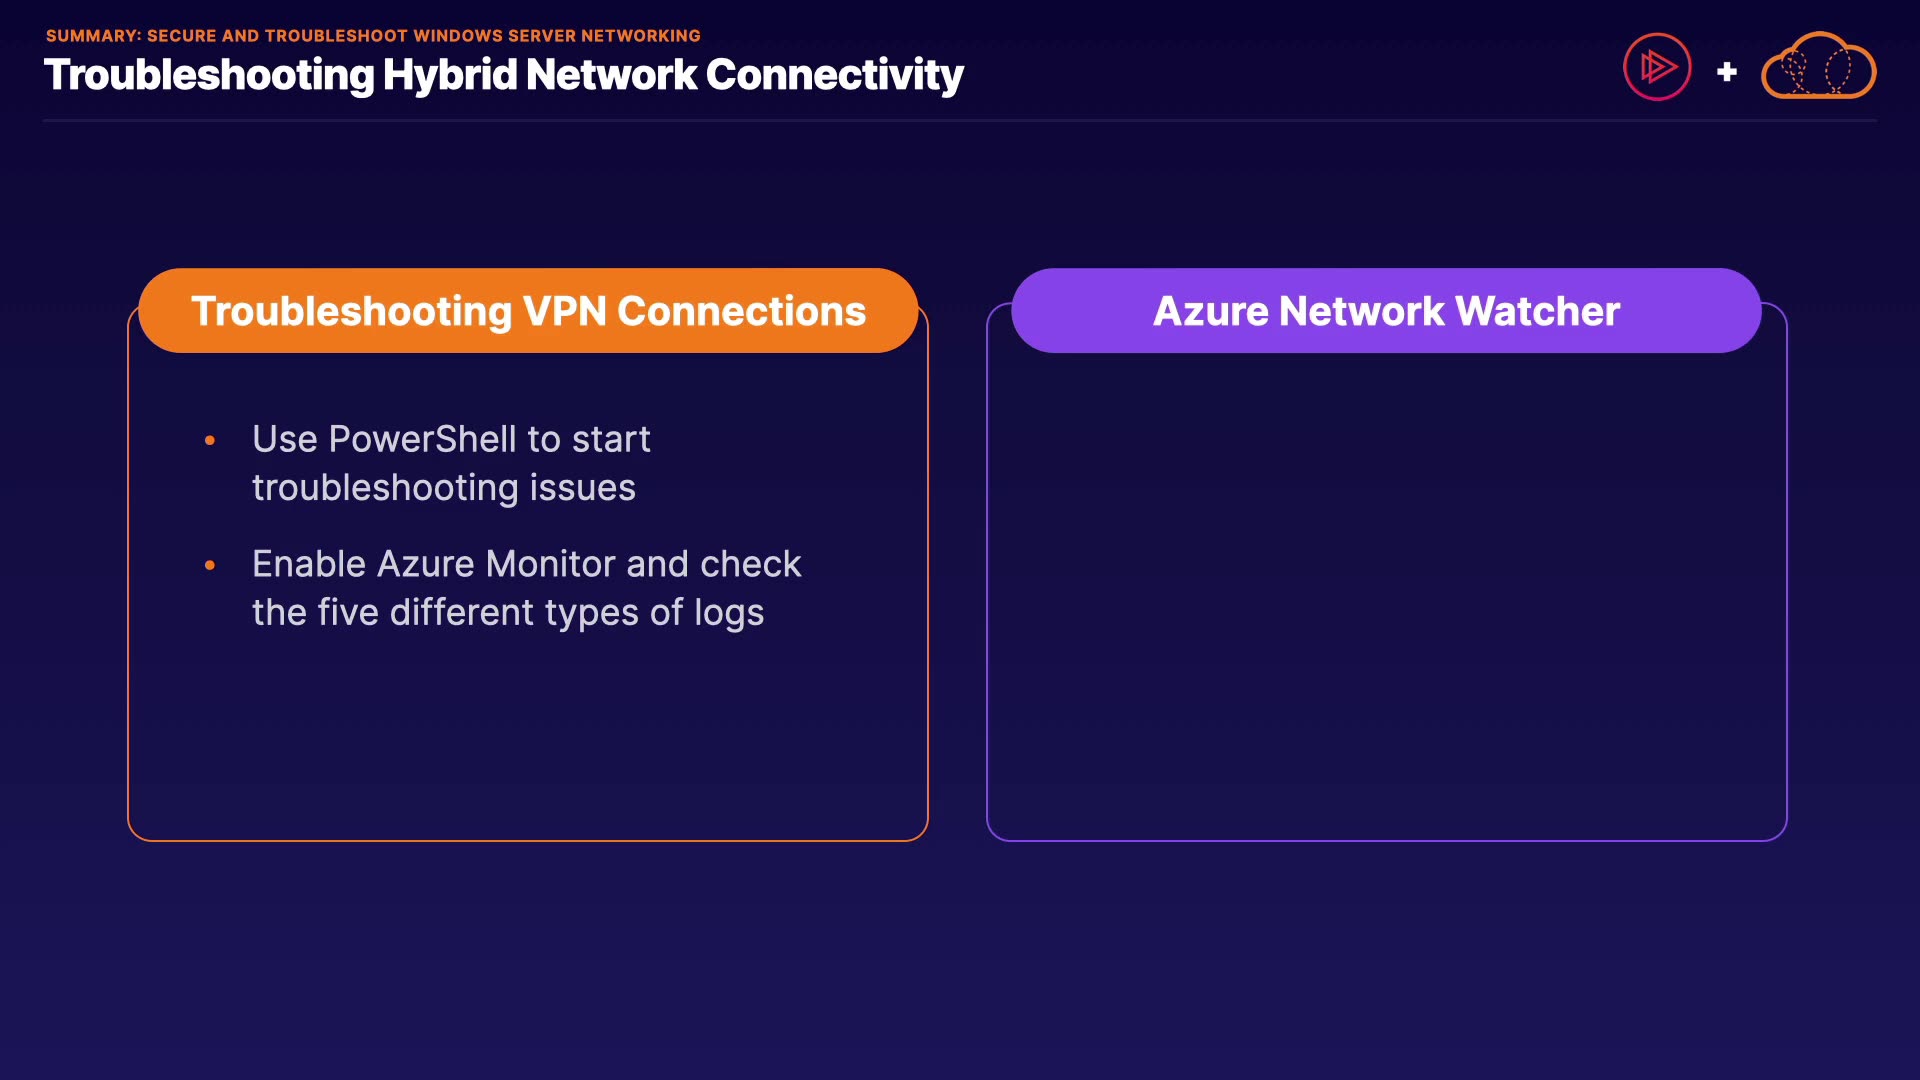 SUMMARY: SECURE AND TROUBLESHOOT WINDOWS SERVER NETWORKING
Troubleshooting Hybrid Network Connectivity
+
Troubleshooting VPN Connections
• Use PowerShell to start
troubleshooting issues
• Enable Azure Monitor and check
the five different types of logs
Azure Network Watcher